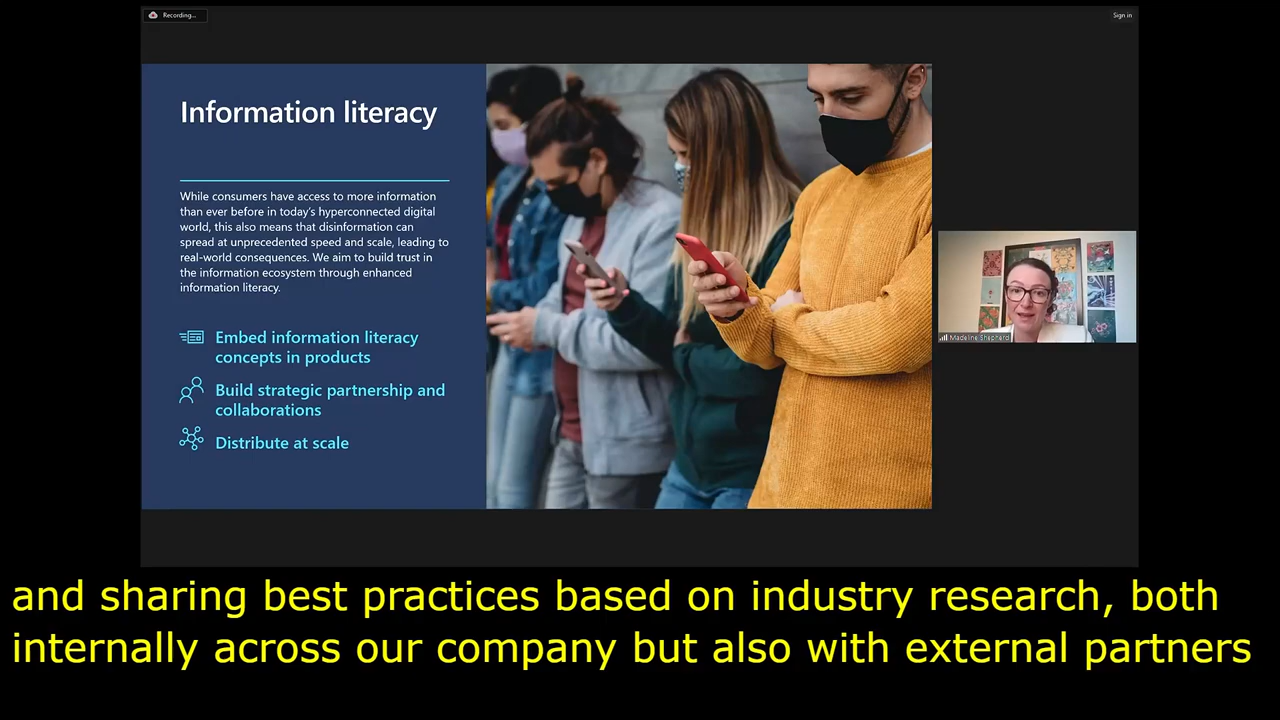 Recording...
Sign in
Information literacy
While consumers have access to more information
than ever before in today's hyperconnected digital
world, this also means that disinformation can
spread at unprecedented speed and scale, leading to
real-world consequences. We aim to build trust in
the information ecosystem through enhanced
information literacy.
Embed information literacy
concepts in products
Build strategic partnership and
collaborations
Distribute at scale
Madeline Shepherd
and sharing best practices based on industry research, both
internally across our company but also with external partners